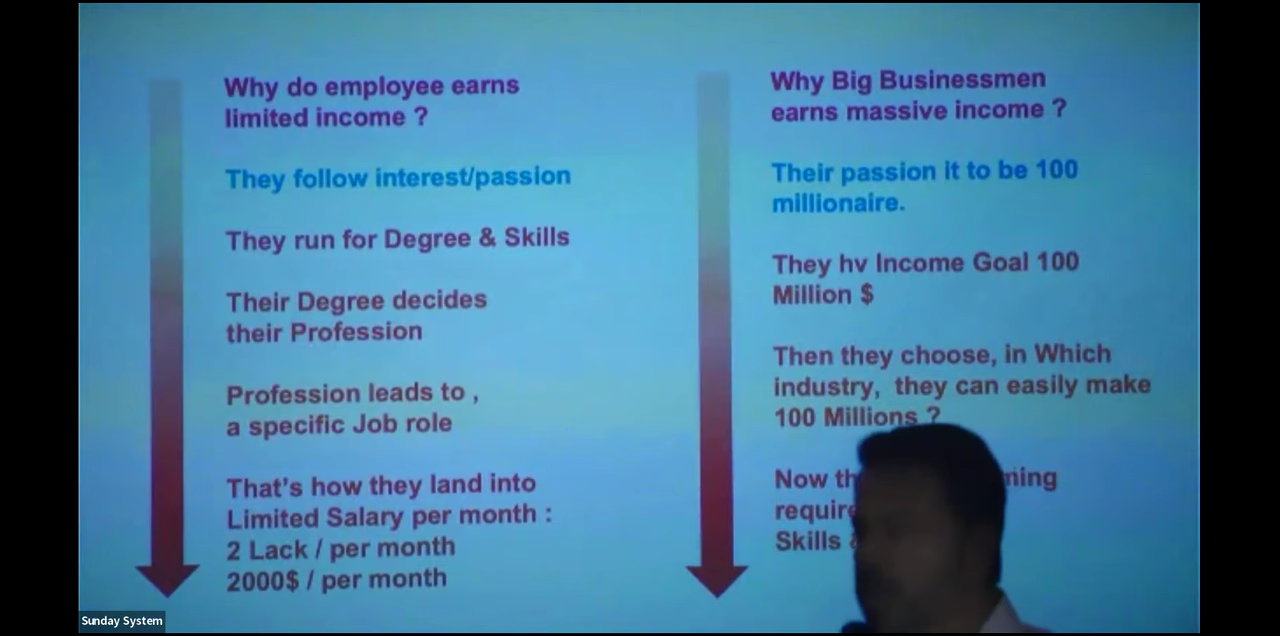 Why do employee earns
limited income ?
They follow interest/passion
They run for Degree & Skills
Their Degree decides
their Profession
Profession leads to ,
a specific Job role
That's how they land into
Limited Salary per month :
2 Lack / per month
2000$ / per month
Why Big Businessmen
earns massive income ?
Their passion it to be 100
millionaire.
They hv Income Goal 100
Million $
Then they choose, in Which
industry, they can easily make
100 Millions ?
Now
Skills
Sunday System